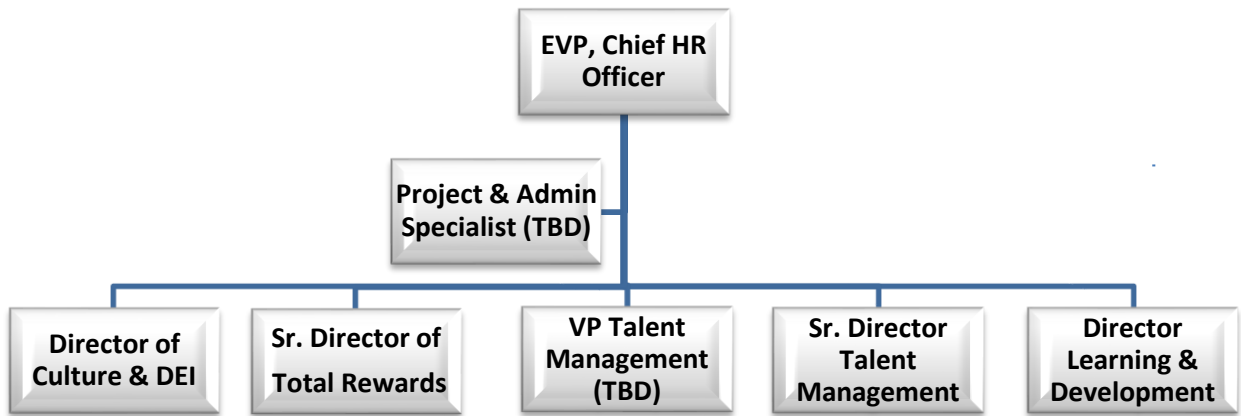 EVP, Chief HR
Officer
Project & Admin
Specialist (TBD)
Director of
Culture & DEI
Sr. Director of
Total Rewards
VP Talent
Management
(TBD)
Sr. Director
Talent
Management
Director
Learning &
Development